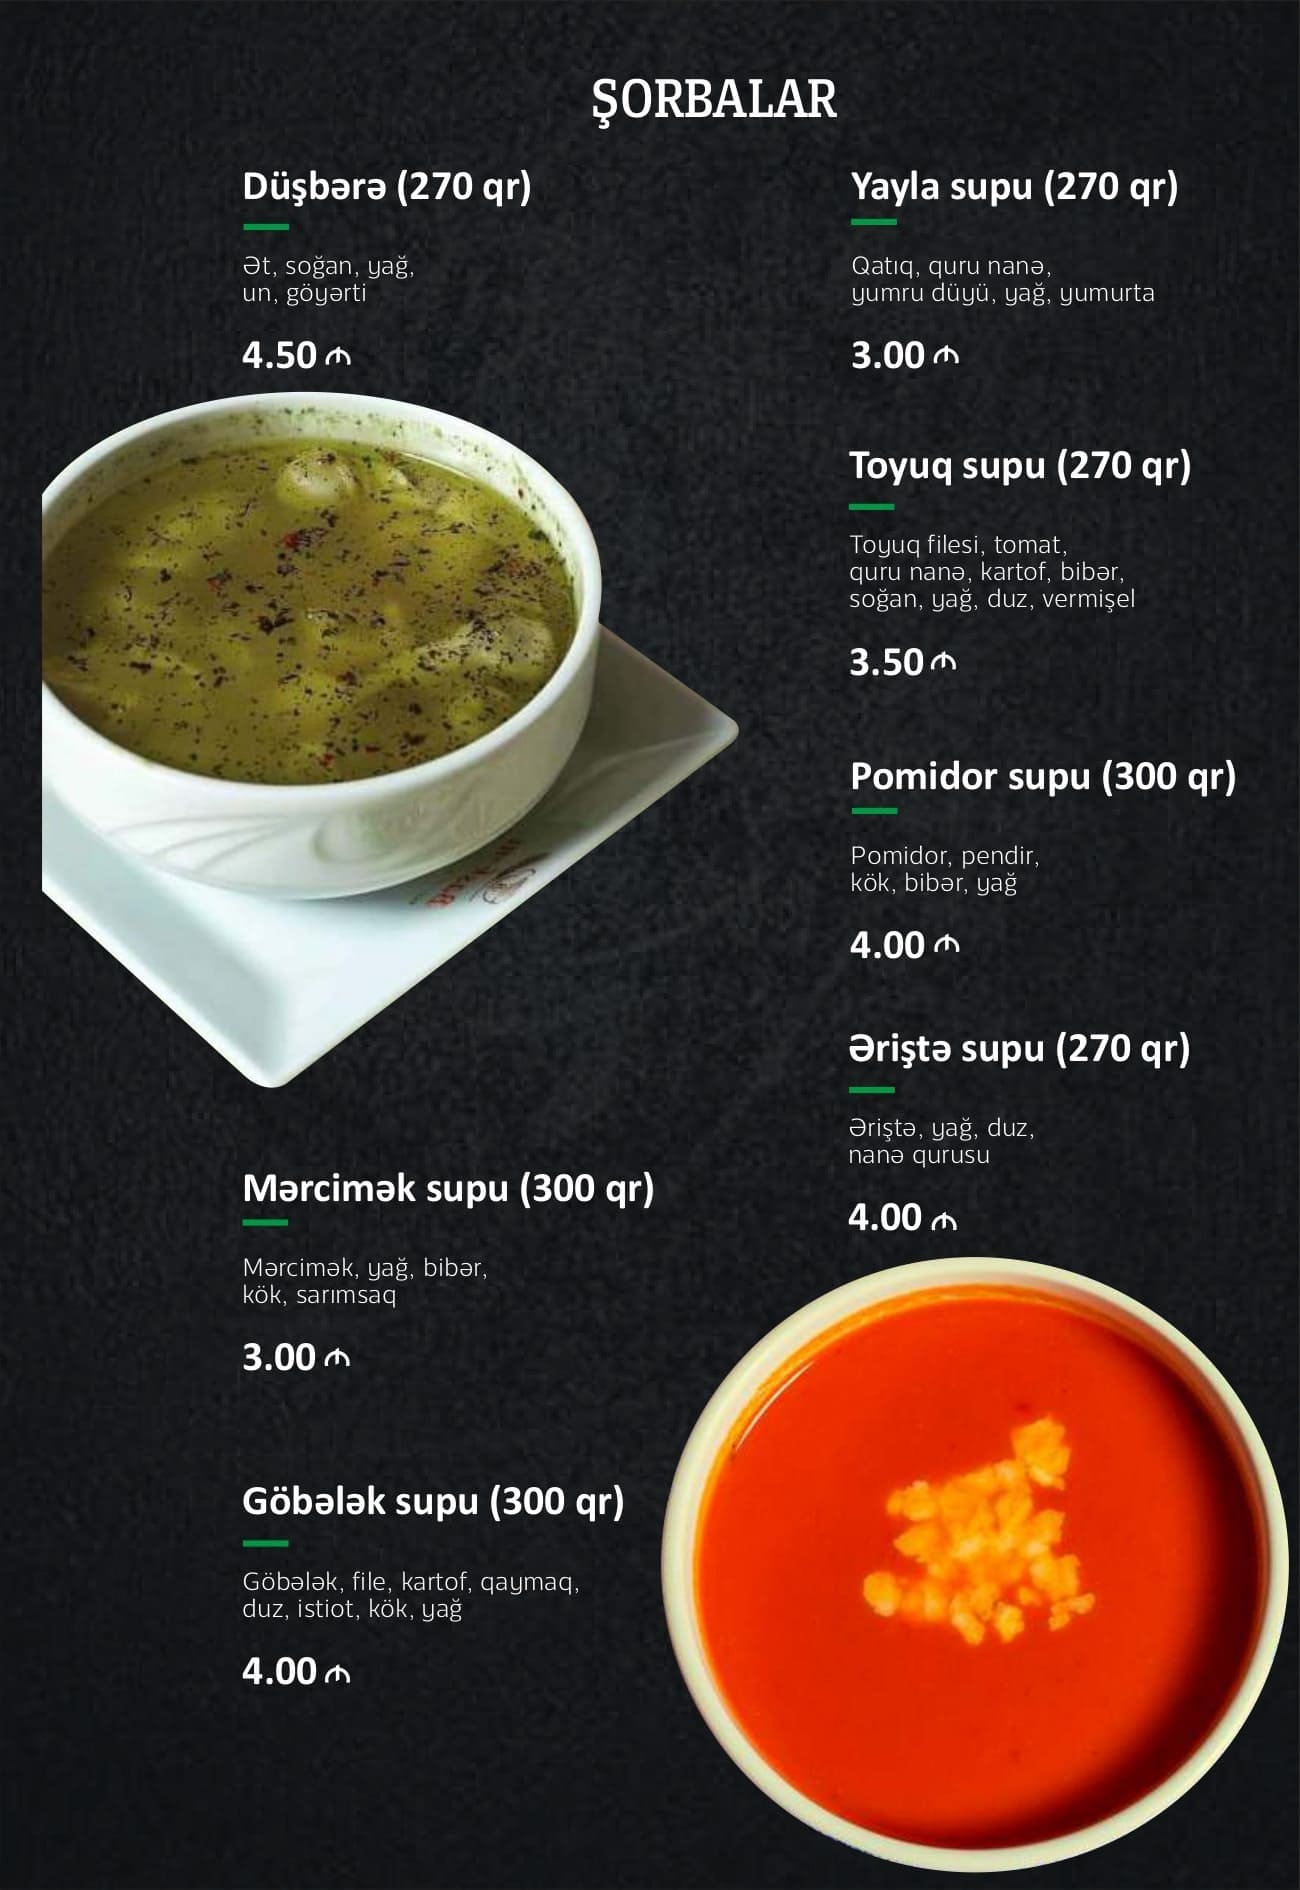 ŞORBALAR
Düşbərə (270 qr)
Ət, soğan, yağ,
un, göyərti
4.50 ₼
Mərcimək supu (300 qr)
Mərcimək, yağ, bibər,
kök, sarımsaq
3.00 ₼
Göbələk supu (300 qr)
Göbələk, file, kartof, qaymaq,
duz, istiot, kök, yağ
4.00 ₼
Yayla supu (270 qr)
Qatıq, quru nanə,
yumru düyü, yağ, yumurta
3.00 ₼
Toyuq supu (270 qr)
Toyuq filesi, tomat,
quru nanə, kartof, bibər,
soğan, yağ, duz, vermişel
3.50 ₼
Pomidor supu (300 qr)
Pomidor, pendir,
kök, bibər, yağ
4.00 ₼
Əriştə supu (270 qr)
Əriştə, yağ, duz,
nanə qurusu
4.00 ₼